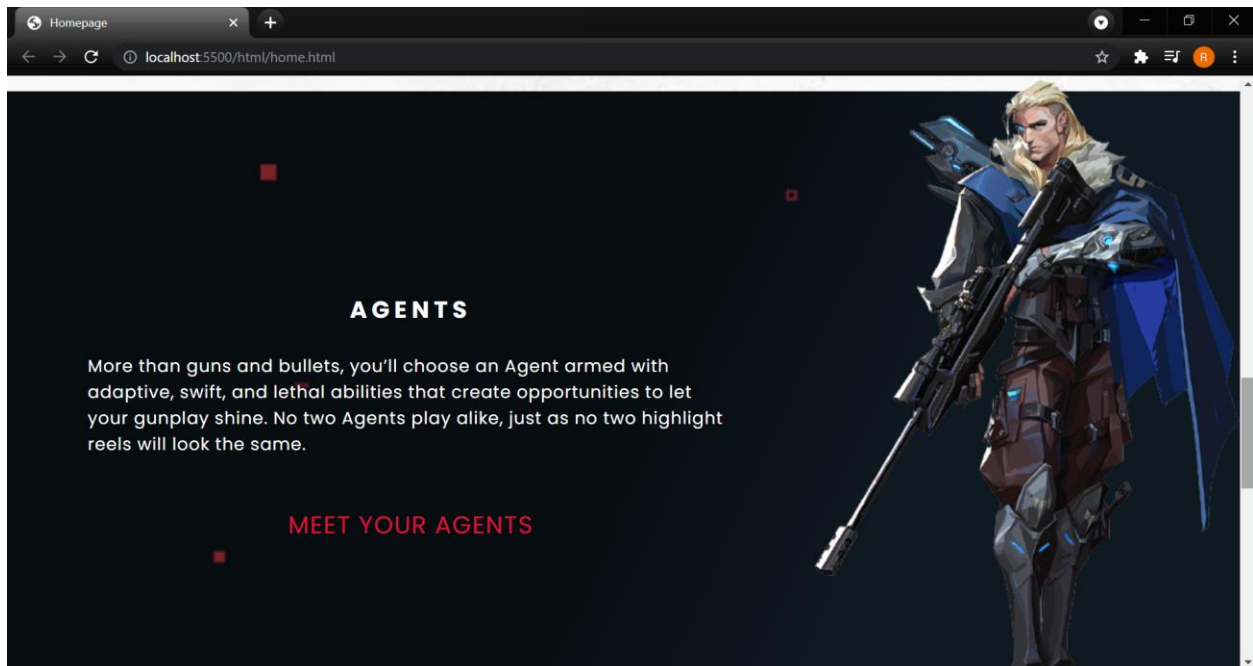 Homepage
localhost:5500/html/home.html
R
AGENTS
More than guns and bullets, you’ll choose an Agent armed with
adaptive, swift, and lethal abilities that create opportunities to let
your gunplay shine. No two Agents play alike, just as no two highlight
reels will look the same.
MEET YOUR AGENTS